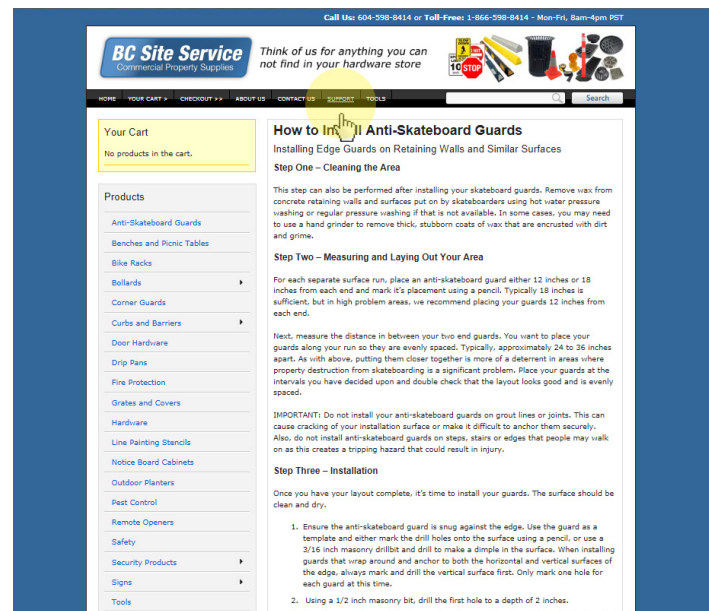 Call Us: 604-598-8414 or Toll-Free: 1-866-598-8414 - Mon-Fri, 8am-4pm PST
BC Site Service
Commercial Property Supplies
Think of us for anything you can
not find in your hardware store
STOP
HOME YOUR CART > CHECKOUT >> ABOUT US CONTACT US SUPPORT TOOLS
Search
Your Cart
No products in the cart.
Products
Anti-Skateboard Guards
Benches and Picnic Tables
Bike Racks
Bollards
Corner Guards
Curbs and Barriers
Door Hardware
Drip Pans
Fire Protection
Grates and Covers
Hardware
Line Painting Stencils
Notice Board Cabinets
Outdoor Planters
Pest Control
Remote Openers
Safety
Security Products
Signs
Tools
How to Install Anti-Skateboard Guards
Installing Edge Guards on Retaining Walls and Similar Surfaces
Step One – Cleaning the Area
This step can also be performed after installing your skateboard guards. Remove wax from
concrete retaining walls and surfaces put on by skateboarders using hot water pressure
washing or regular pressure washing if that is not available. In some cases, you may need
to use a hand grinder to remove thick, stubborn coats of wax that are encrusted with dirt
and grime.
Step Two – Measuring and Laying Out Your Area
For each separate surface run, place an anti-skateboard guard either 12 inches or 18
inches from each end and mark it's placement using a pencil. Typically 18 inches is
sufficient, but in high problem areas, we recommend placing your guards 12 inches from
each end.
Next, measure the distance in between your two end guards. You want to place your
guards along your run so they are evenly spaced. Typically, approximately 24 to 36 inches
apart. As with above, putting them closer together is more of a deterrent in areas where
property destruction from skateboarding is a significant problem. Place your guards at the
intervals you have decided upon and double check that the layout looks good and is evenly
spaced.
IMPORTANT: Do not install your anti-skateboard guards on grout lines or joints. This can
cause cracking of your installation surface or make it difficult to anchor them securely.
Also, do not install anti-skateboard guards on steps, stairs or edges that people may walk
on as this creates a tripping hazard that could result in injury.
Step Three – Installation
Once you have your layout complete, it's time to install your guards. The surface should be
clean and dry.
1. Ensure the anti-skateboard guard is snug against the edge. Use the guard as a
template and either mark the drill holes onto the surface using a pencil, or use a
3/16 inch masonry drillbit and drill to make a dimple in the surface. When installing
guards that wrap around and anchor to both the horizontal and vertical surfaces of
the edge, always mark and drill the vertical surface first. Only mark one hole for
each guard at this time.
2. Using a 1/2 inch masonry bit, drill the first hole to a depth of 2 inches.